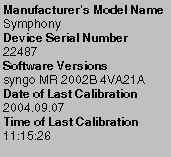 Manufacturer's Model Name
Symphony
Device Serial Number
22487
Software Versions
syngo MR 2002B 4VA21A
Date of Last Calibration
2004.09.07
Time of Last Calibration
11:15:26